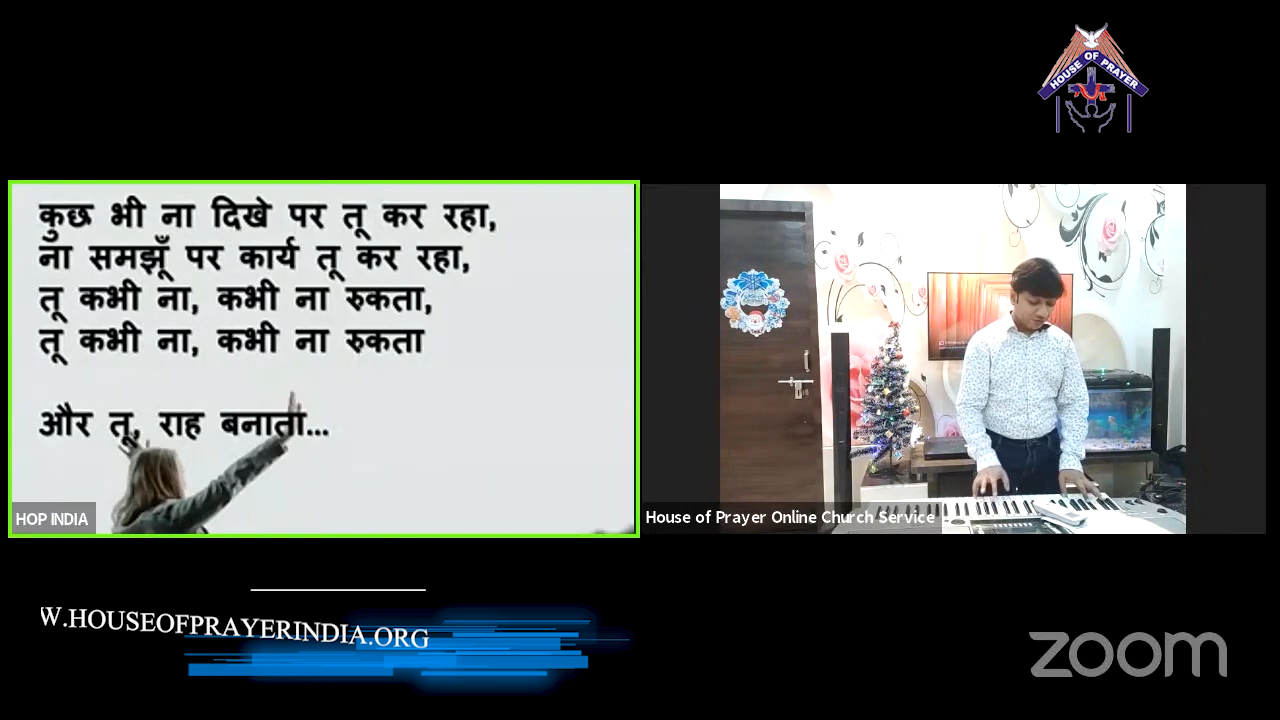 HOUSE OF PRAYER
कुछ भी ना दिखे पर तू कर रहा,
ना समझूँ पर कार्य तू कर रहा,
तू कभी ना, कभी ना रुकता,
तू कभी ना, कभी ना रुकता
और तू, राह बनाता...
HOP INDIA
House of Prayer Online Church Service
W.HOUSEOFPRAYERINDIA.ORG
zoom